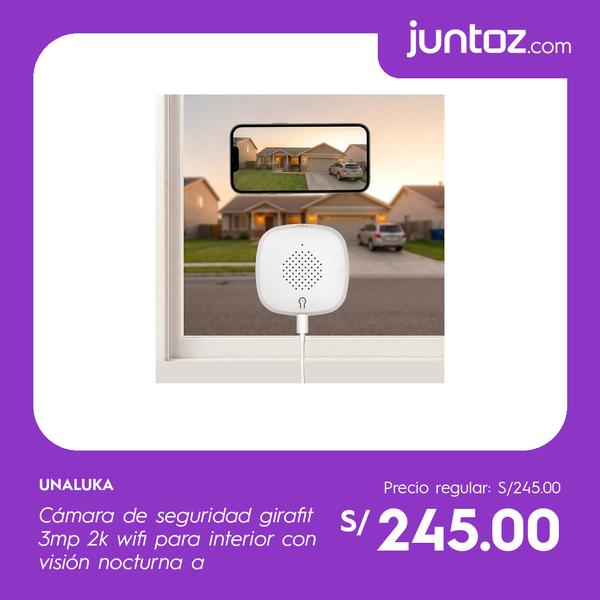 juntoz.com
UNALUKA
Cámara de seguridad girafit
3mp 2k wifi para interior con
visión nocturna a
Precio regular: S/245.00
S/ 245.00